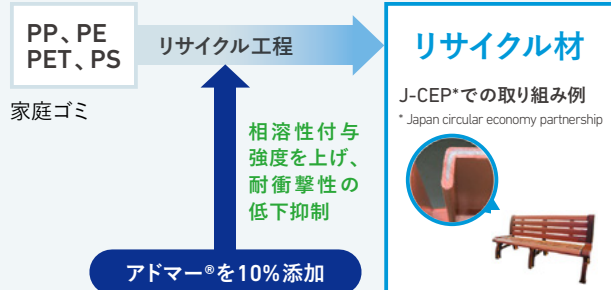 PP、PE
PET、PS
家庭ゴミ
リサイクル工程
相溶性付与
強度を上げ、
耐衝撃性の
低下抑制
アドマー®を10%添加
リサイクル材
J-CEP*での取り組み例
* Japan circular economy partnership